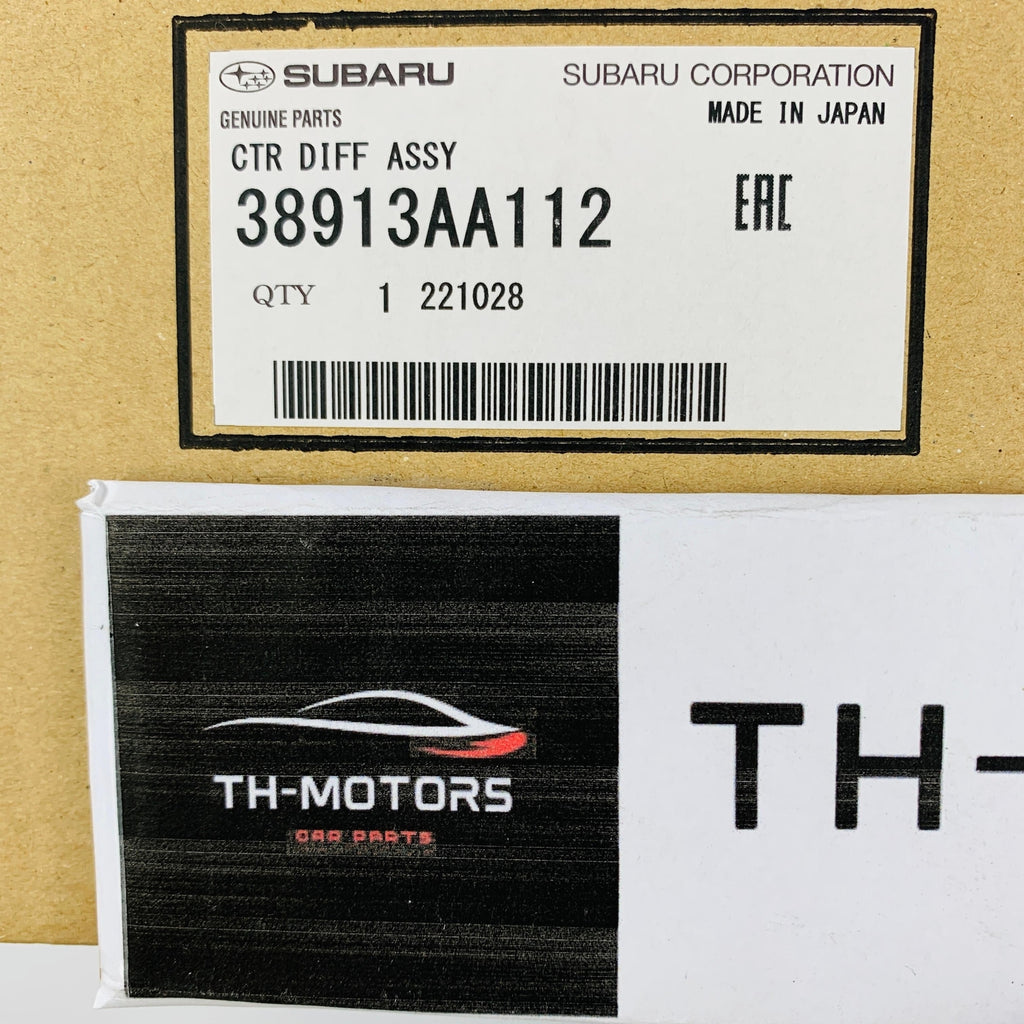 SUBARU
SUBARU CORPORATION
GENUINE PARTS
MADE IN JAPAN
CTR DIFF ASSY
38913AA112
EAC
QTY 1 221028
TH-MOTORS
CAR PARTS
TH-